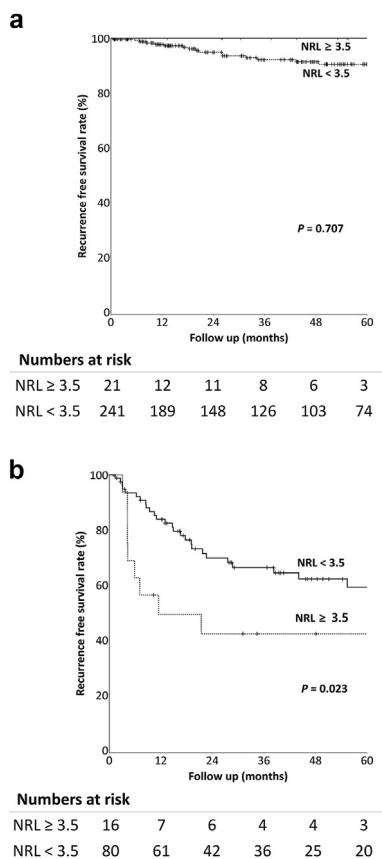 a
100
80
60
40
20
0
Recurrence free survival rate (%)
NRL ≥ 3.5
NRL < 3.5
P = 0.707
0 12 24 36 48 60
Follow up (months)
Numbers at risk
NRL ≥ 3.5 21 12 11 8 6 3
NRL < 3.5 241 189 148 126 103 74
b
100
80
60
40
20
0
Recurrence free survival rate (%)
NRL < 3.5
NRL ≥ 3.5
P = 0.023
0 12 24 36 48 60
Follow up (months)
Numbers at risk
NRL ≥ 3.5 16 7 6 4 4 3
NRL < 3.5 80 61 42 36 25 20